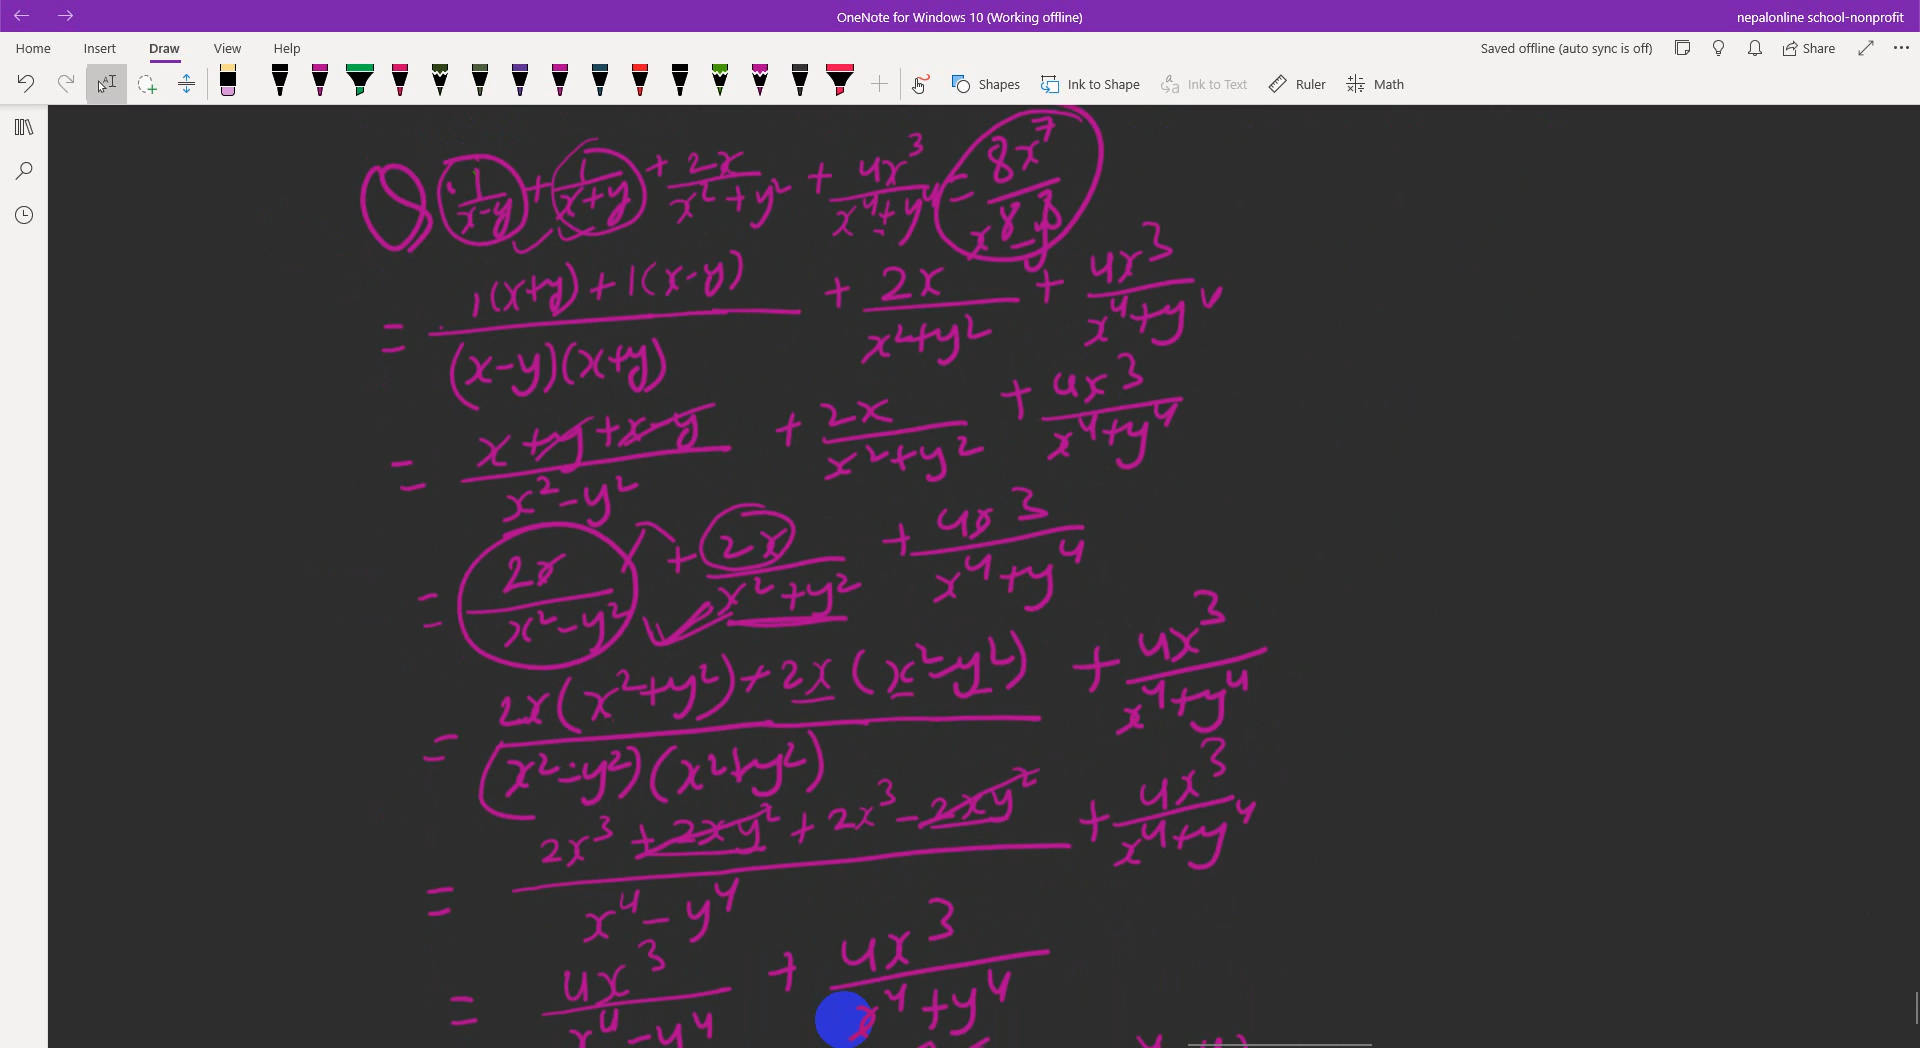 OneNote for Windows 10 (Working offline)
nepalonline school-nonprofit
Home Insert Draw View Help
Saved offline (auto sync is off) Share
Shapes Ink to Shape Ink to Text Ruler Math
Q 1/(x-y) + 1/(x+y) + 2x/(x²+y²) + 4x³/(x⁴+y⁴) = 8x⁷/(x⁸-y⁸)
= (1(x+y)+1(x-y))/((x-y)(x+y)) + 2x/(x²+y²) + 4x³/(x⁴+y⁴)
= (x+y+x-y)/(x²-y²) + 2x/(x²+y²) + 4x³/(x⁴+y⁴)
= 2x/(x²-y²) + 2x/(x²+y²) + 4x³/(x⁴+y⁴)
= (2x(x²+y²)+2x(x²-y²))/((x²-y²)(x²+y²)) + 4x³/(x⁴+y⁴)
= (2x³+2xy²+2x³-2xy²)/(x⁴-y⁴) + 4x³/(x⁴+y⁴)
= 4x³/(x⁴-y⁴) + 4x³/(x⁴+y⁴)